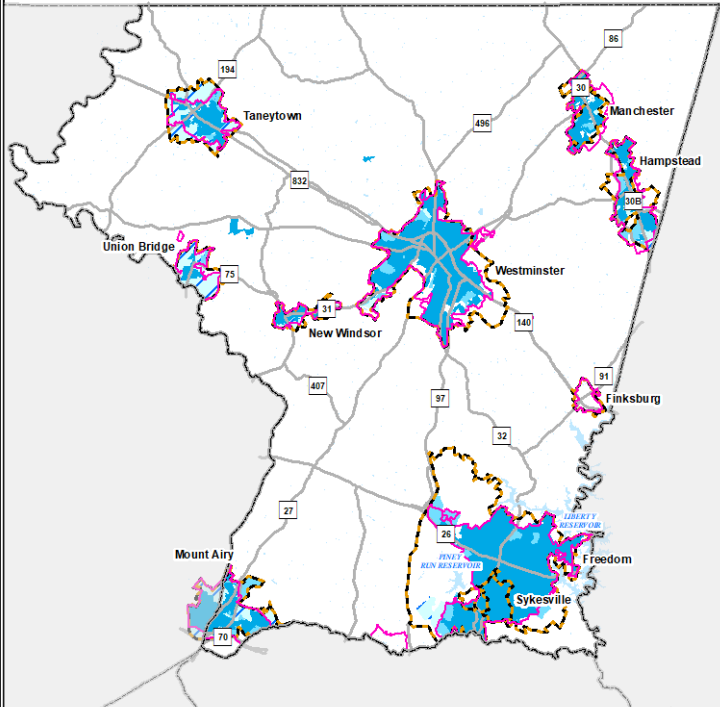 86
194
30
Manchester
Taneytown
496
Hampstead
832
30B
Union Bridge
75
Westminster
31
New Windsor
140
91
407
97
Finksburg
32
27
LIBERTY
RESERVOIR
26
Mount Airy
PINEY
RUN RESERVOIR
Freedom
Sykesville
70